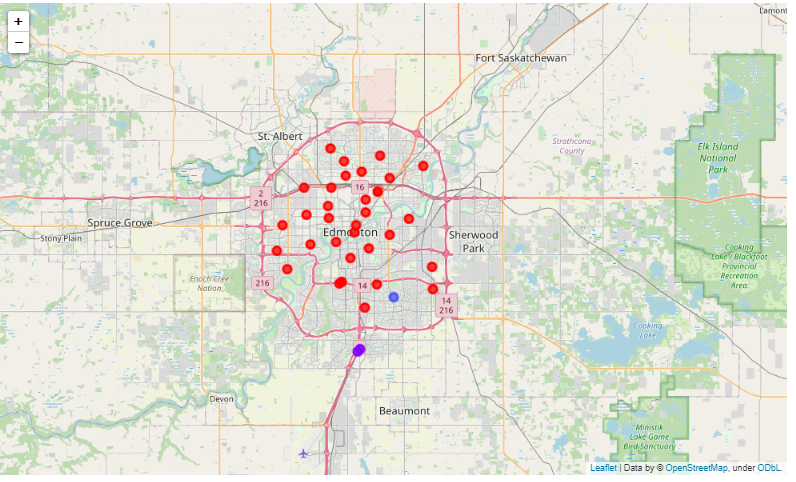 +
−
Lamont
Fort Saskatchewan
St. Albert
Strathcona
County
Elk Island
National
Park
16
2
216
Spruce Grove
Stony Plain
Edmonton
Sherwood
Park
Cooking
Lake / Blackfoot
Provincial
Recreation
Area
Enoch Cree
Nation
216
14
14
216
Cooking
Lake
Devon
Beaumont
Ministik
Lake Game
Bird Sanctuary
Leaflet | Data by © OpenStreetMap, under ODbL.